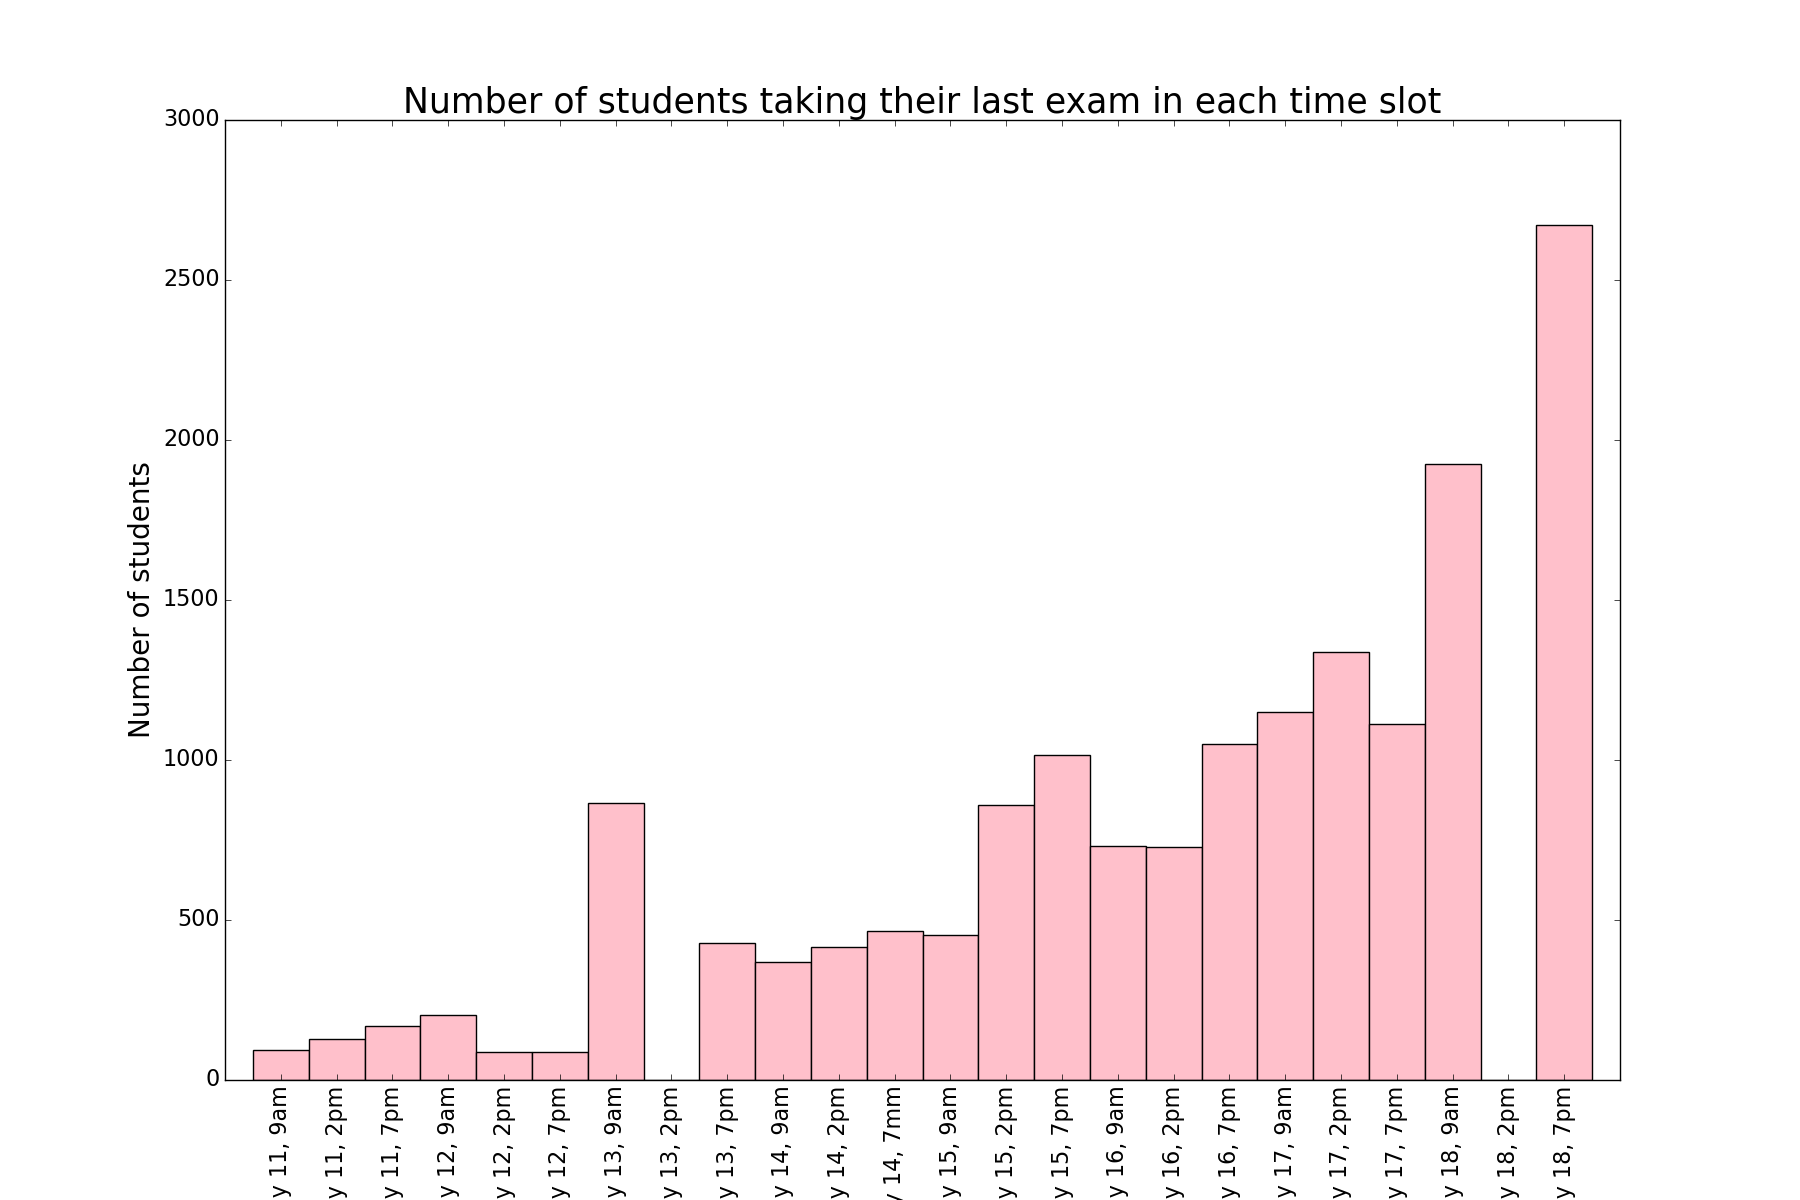 Number of students taking their last exam in each time slot
Number of students
3000
2500
2000
1500
1000
500
0
y 11, 9am
y 11, 2pm
y 11, 7pm
y 12, 9am
y 12, 2pm
y 12, 7pm
y 13, 9am
y 13, 2pm
y 13, 7pm
y 14, 9am
y 14, 2pm
y 14, 7mm
y 15, 9am
y 15, 2pm
y 15, 7pm
y 16, 9am
y 16, 2pm
y 16, 7pm
y 17, 9am
y 17, 2pm
y 17, 7pm
y 18, 9am
y 18, 2pm
y 18, 7pm